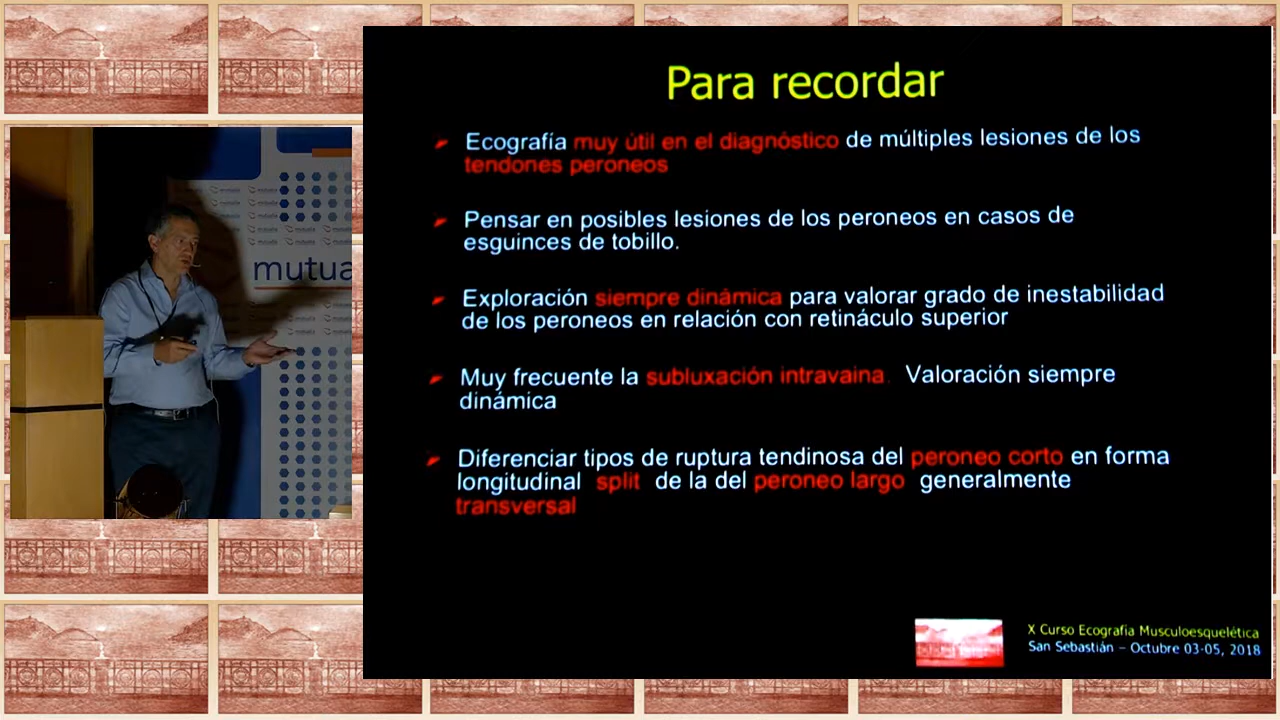 Para recordar
Ecografía muy útil en el diagnóstico de múltiples lesiones de los
tendones peroneos
Pensar en posibles lesiones de los peroneos en casos de
esguinces de tobillo.
Exploración siempre dinámica para valorar grado de inestabilidad
de los peroneos en relación con retináculo superior
Muy frecuente la subluxación intravaina. Valoración siempre
dinámica
Diferenciar tipos de ruptura tendinosa del peroneo corto en forma
longitudinal split de la del peroneo largo generalmente
transversal
mutua
X Curso Ecografía Musculoesquelética
San Sebastián – Octubre 03-05, 2018